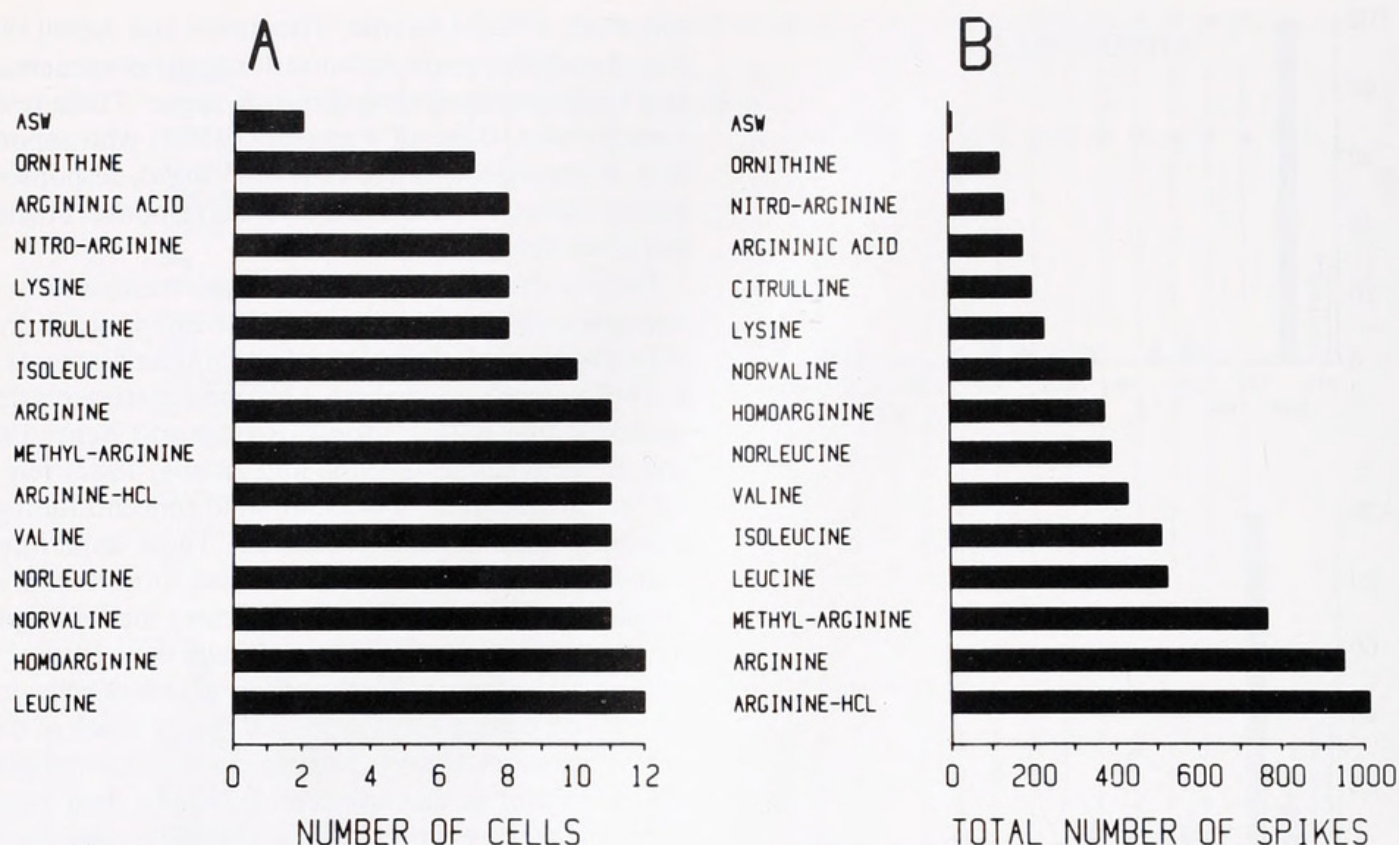 A
ASW
ORNITHINE
ARGININIC ACID
NITRO-ARGININE
LYSINE
CITRULLINE
ISOLEUCINE
ARGININE
METHYL-ARGININE
ARGININE-HCL
VALINE
NORLEUCINE
NORVALINE
HOMOARGININE
LEUCINE
0 2 4 6 8 10 12
NUMBER OF CELLS
B
ASW
ORNITHINE
NITRO-ARGININE
ARGININIC ACID
CITRULLINE
LYSINE
NORVALINE
HOMOARGININE
NORLEUCINE
VALINE
ISOLEUCINE
LEUCINE
METHYL-ARGININE
ARGININE
ARGININE-HCL
0 200 400 600 800 1000
TOTAL NUMBER OF SPIKES